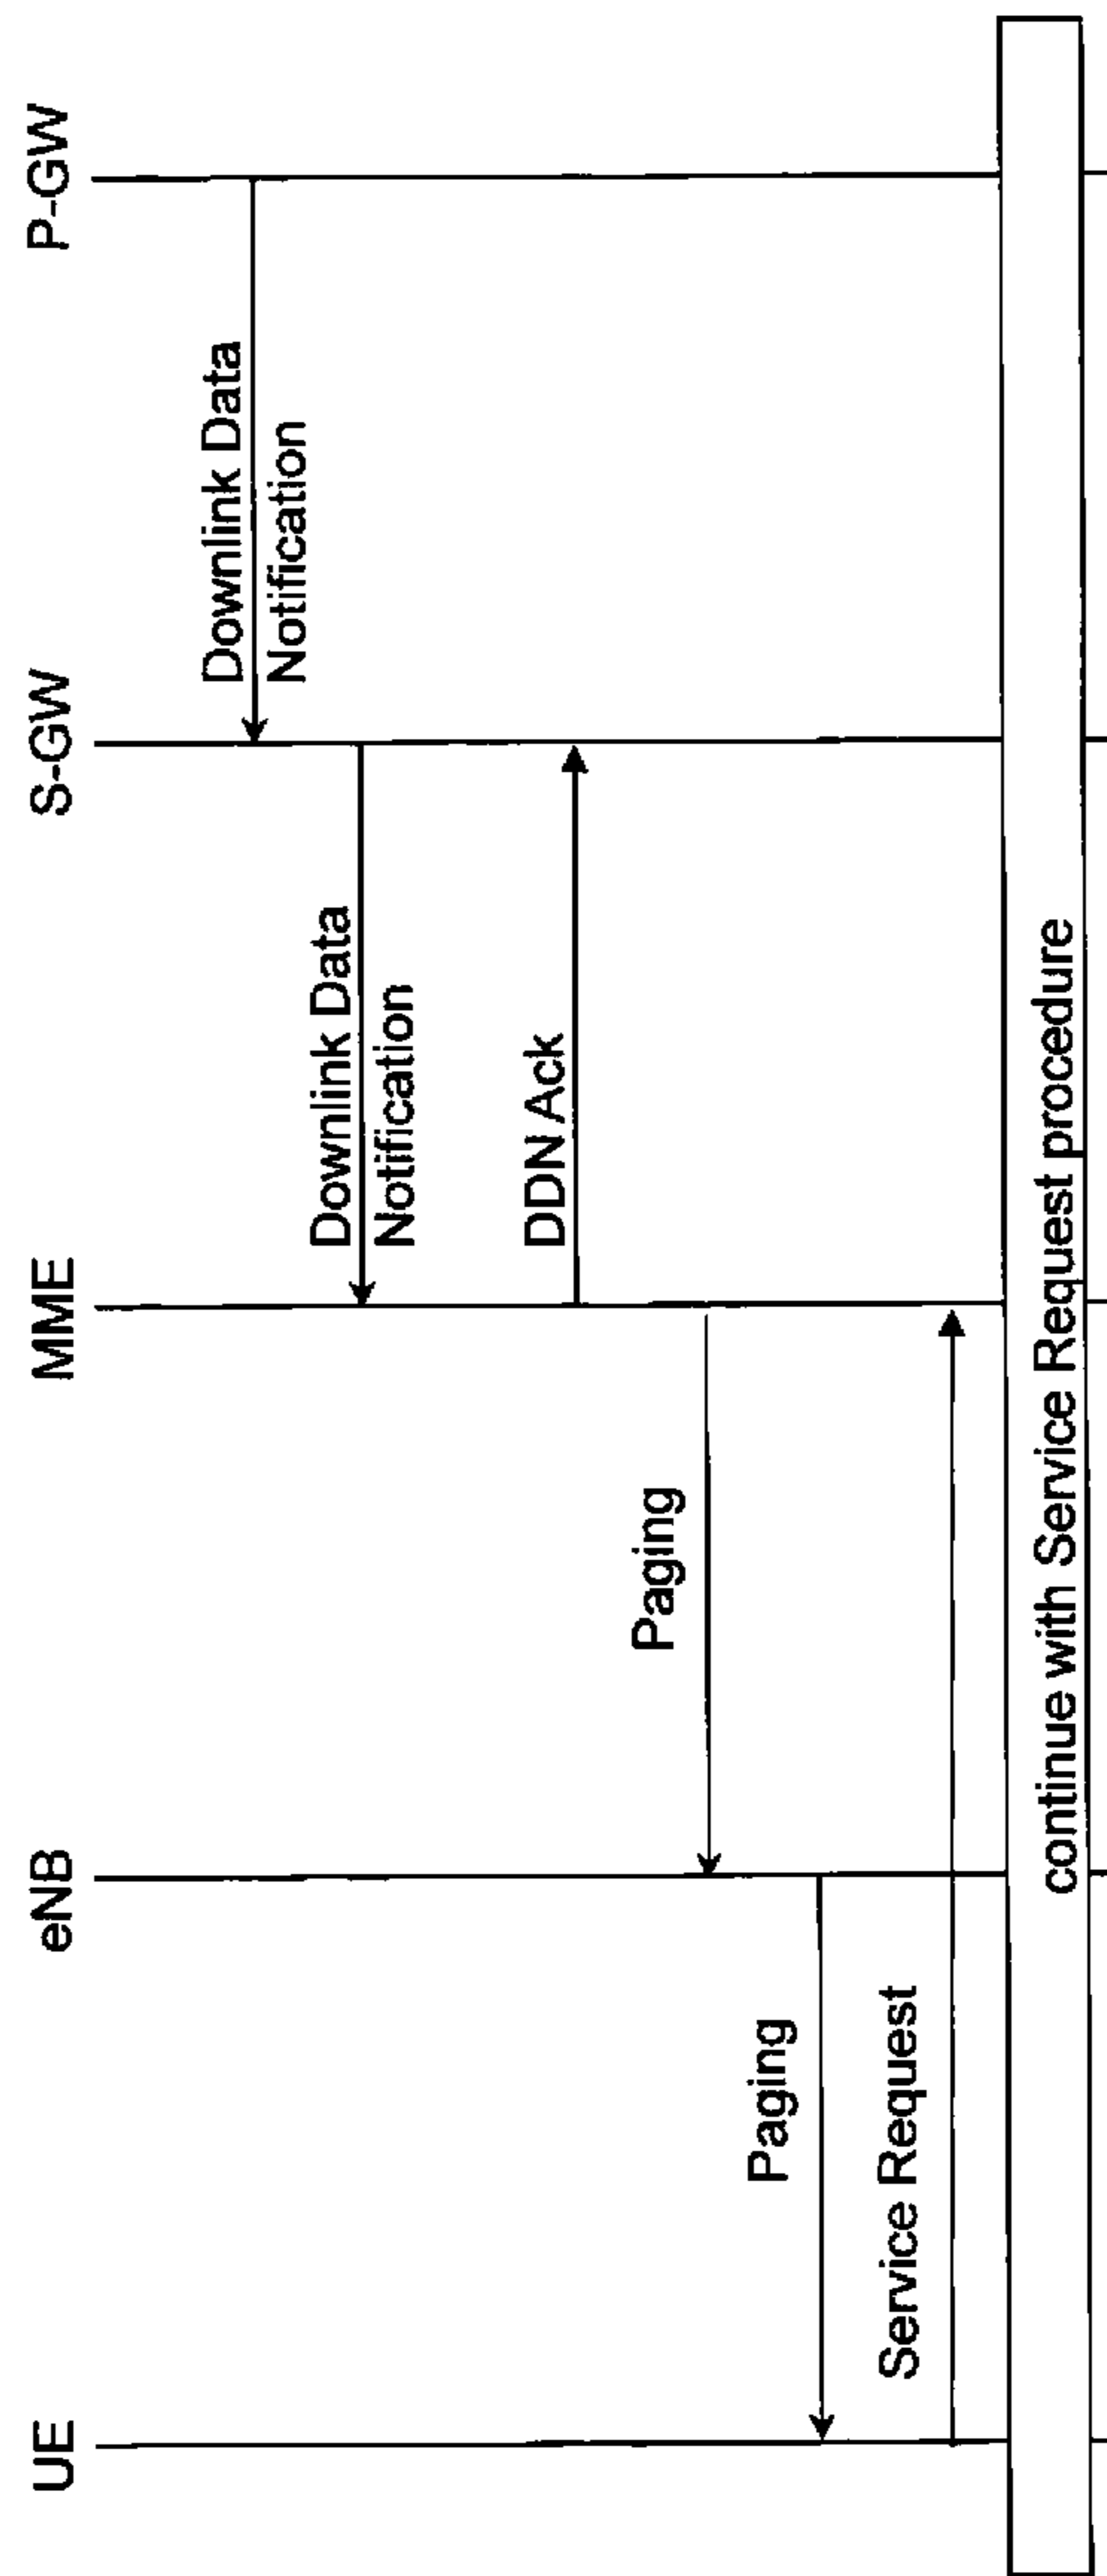 UE
eNB
MME
S-GW
P-GW
Downlink Data
Notification
Downlink Data
Notification
DDN Ack
Paging
Paging
Service Request
continue with Service Request procedure